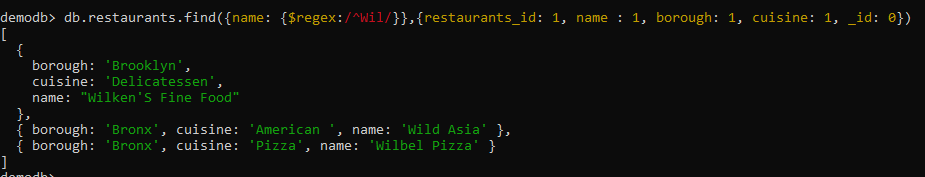 demodb> db.restaurants.find({name: {$regex:/^Wil/}},{restaurants_id: 1, name : 1, borough: 1, cuisine: 1, _id: 0})
[
  {
    borough: 'Brooklyn',
    cuisine: 'Delicatessen',
    name: "Wilken'S Fine Food"
  },
  { borough: 'Bronx', cuisine: 'American ', name: 'Wild Asia' },
  { borough: 'Bronx', cuisine: 'Pizza', name: 'Wilbel Pizza' }
]
demodb>